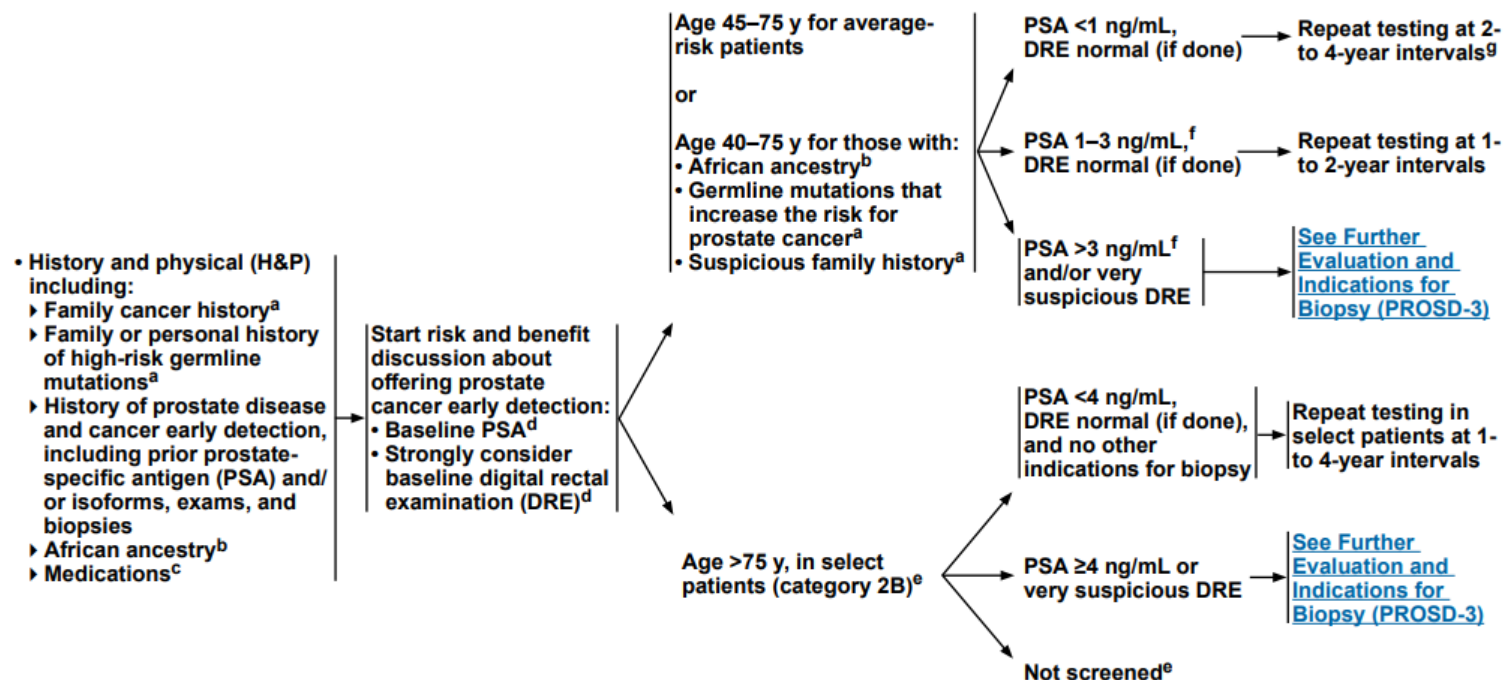 • History and physical (H&P)
including:
‣ Family cancer historyᵃ
‣ Family or personal history
of high-risk germline
mutationsᵃ
‣ History of prostate disease
and cancer early detection,
including prior prostate-
specific antigen (PSA) and/
or isoforms, exams, and
biopsies
‣ African ancestryᵇ
‣ Medicationsᶜ
Start risk and benefit
discussion about
offering prostate
cancer early detection:
• Baseline PSAᵈ
• Strongly consider
baseline digital rectal
examination (DRE)ᵈ
Age 45–75 y for average-
risk patients
or
Age 40–75 y for those with:
• African ancestryᵇ
• Germline mutations that
increase the risk for
prostate cancerᵃ
• Suspicious family historyᵃ
PSA <1 ng/mL,
DRE normal (if done)
Repeat testing at 2-
to 4-year intervalsᵍ
PSA 1–3 ng/mL,ᶠ
DRE normal (if done)
Repeat testing at 1-
to 2-year intervals
PSA >3 ng/mLᶠ
and/or very
suspicious DRE
See Further
Evaluation and
Indications for
Biopsy (PROSD-3)
Age >75 y, in select
patients (category 2B)ᵉ
PSA <4 ng/mL,
DRE normal (if done),
and no other
indications for biopsy
Repeat testing in
select patients at 1-
to 4-year intervals
PSA ≥4 ng/mL or
very suspicious DRE
See Further
Evaluation and
Indications for
Biopsy (PROSD-3)
Not screenedᵉ